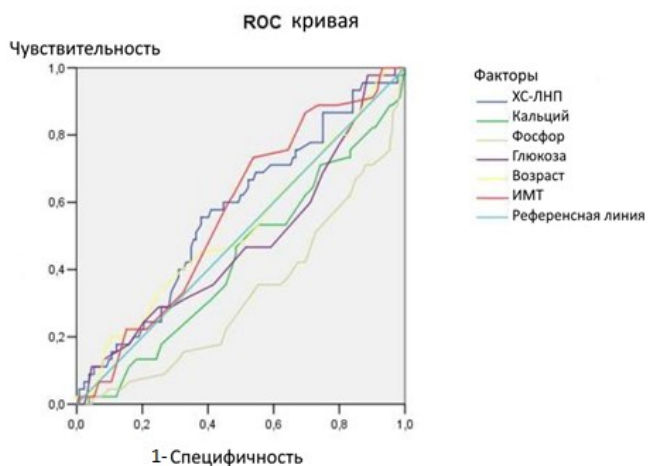 ROC кривая
Чувствительность
1,0
0,8
0,6
0,4
0,2
0,0
0,0 0,2 0,4 0,6 0,8 1,0
1-Специфичность
Факторы
ХС-ЛНП
Кальций
Фосфор
Глюкоза
Возраст
ИМТ
Референсная линия